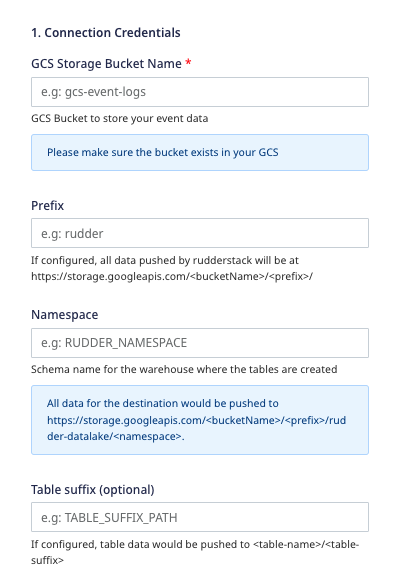 1. Connection Credentials
GCS Storage Bucket Name *
e.g: gcs-event-logs
GCS Bucket to store your event data
Please make sure the bucket exists in your GCS
Prefix
e.g: rudder
If configured, all data pushed by rudderstack will be at
https://storage.googleapis.com/<bucketName>/<prefix>/
Namespace
e.g: RUDDER_NAMESPACE
Schema name for the warehouse where the tables are created
All data for the destination would be pushed to
https://storage.googleapis.com/<bucketName>/<prefix>/rud
der-datalake/<namespace>.
Table suffix (optional)
e.g: TABLE_SUFFIX_PATH
If configured, table data would be pushed to <table-name>/<table-
suffix>